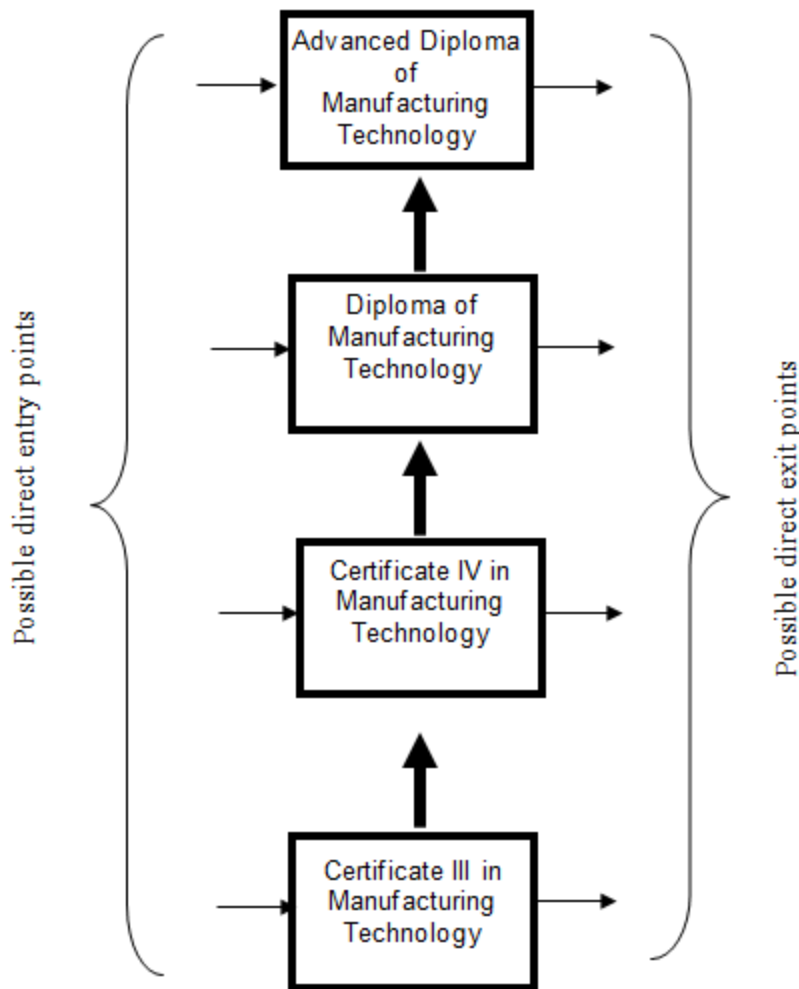 Advanced Diploma
of
Manufacturing
Technology
Possible direct entry points
Diploma of
Manufacturing
Technology
Possible direct exit points
Certificate IV in
Manufacturing
Technology
Certificate III in
Manufacturing
Technology